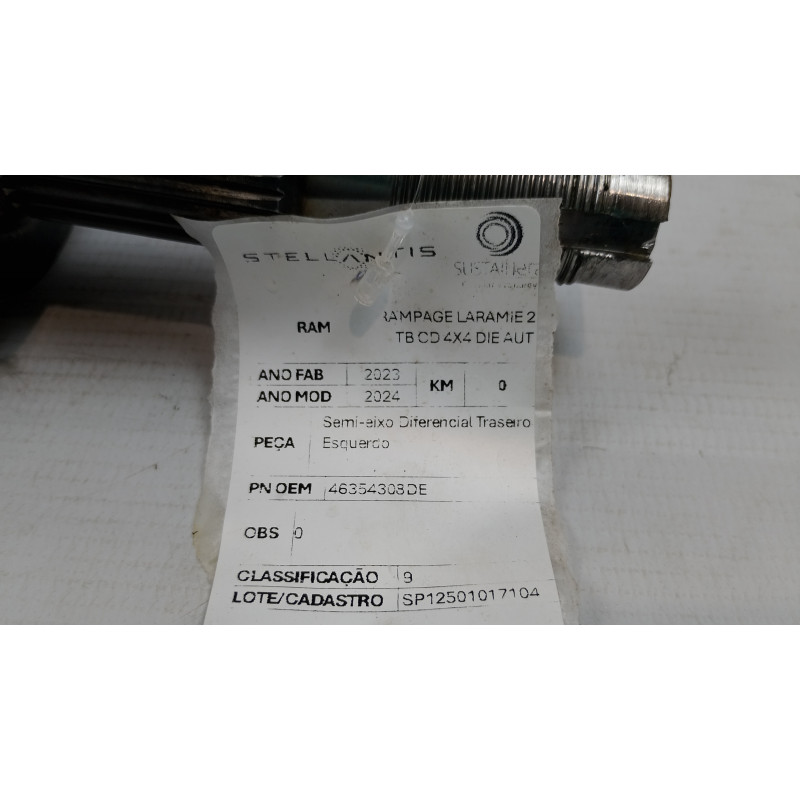 STELLANTIS
RAM
RAMPAGE LARAMIE 2
TB CD 4X4 DIE AUT
ANO FAB 2023 KM 0
ANO MOD 2024
PEÇA Semi-eixo Diferencial Traseiro
Esquerdo
PN OEM 46354308DE
OBS 0
CLASSIFICAÇÃO 9
LOTE/CADASTRO SP12501017104